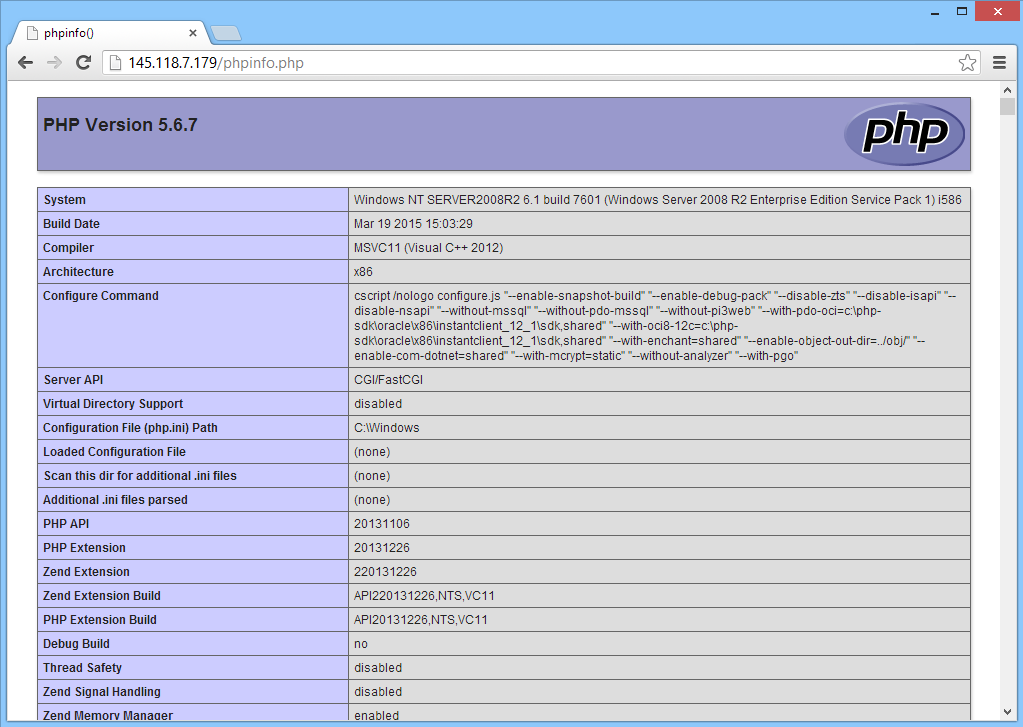 phpinfo()
145.118.7.179/phpinfo.php
PHP Version 5.6.7
php
System Windows NT SERVER2008R2 6.1 build 7601 (Windows Server 2008 R2 Enterprise Edition Service Pack 1) i586
Build Date Mar 19 2015 15:03:29
Compiler MSVC11 (Visual C++ 2012)
Architecture x86
Configure Command cscript /nologo configure.js "--enable-snapshot-build" "--enable-debug-pack" "--disable-zts" "--disable-isapi" "--
disable-nsapi" "--without-mssql" "--without-pdo-mssql" "--without-pi3web" "--with-pdo-oci=c:\php-
sdk\oracle\x86\instantclient_12_1\sdk,shared" "--with-oci8-12c=c:\php-
sdk\oracle\x86\instantclient_12_1\sdk,shared" "--with-enchant=shared" "--enable-object-out-dir=../obj/" "--
enable-com-dotnet=shared" "--with-mcrypt=static" "--without-analyzer" "--with-pgo"
Server API CGI/FastCGI
Virtual Directory Support disabled
Configuration File (php.ini) Path C:\Windows
Loaded Configuration File (none)
Scan this dir for additional .ini files (none)
Additional .ini files parsed (none)
PHP API 20131106
PHP Extension 20131226
Zend Extension 220131226
Zend Extension Build API220131226,NTS,VC11
PHP Extension Build API20131226,NTS,VC11
Debug Build no
Thread Safety disabled
Zend Signal Handling disabled
Zend Memory Manager enabled